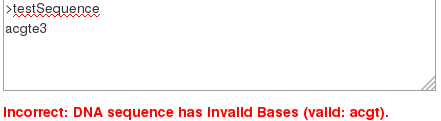 >testSequence
acgte3
Incorrect: DNA sequence has Invalid Bases (valid: acgt).